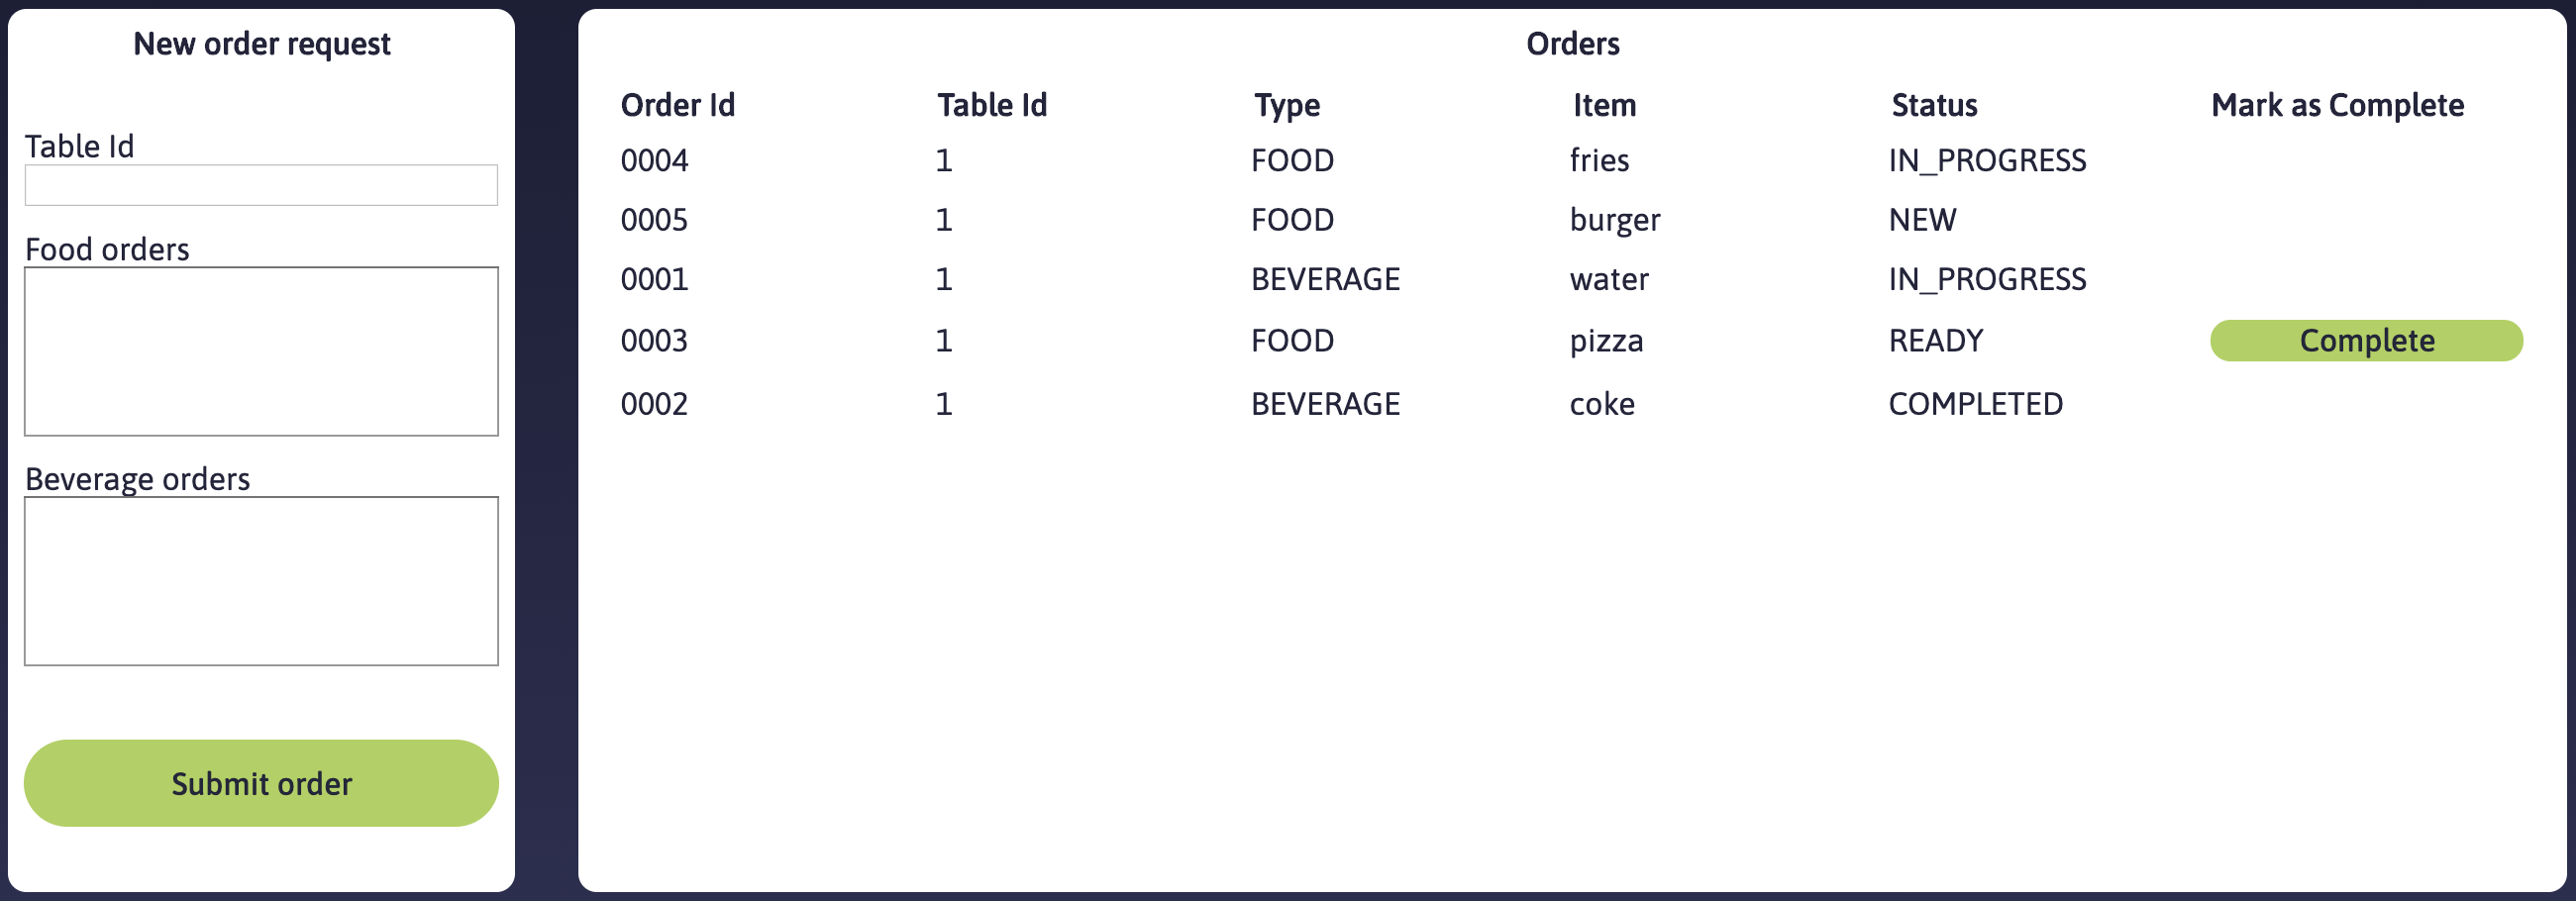 New order request
Table Id
Food orders
Beverage orders
Submit order
Orders
Order Id Table Id Type Item Status Mark as Complete
0004 1 FOOD fries IN_PROGRESS
0005 1 FOOD burger NEW
0001 1 BEVERAGE water IN_PROGRESS
0003 1 FOOD pizza READY Complete
0002 1 BEVERAGE coke COMPLETED